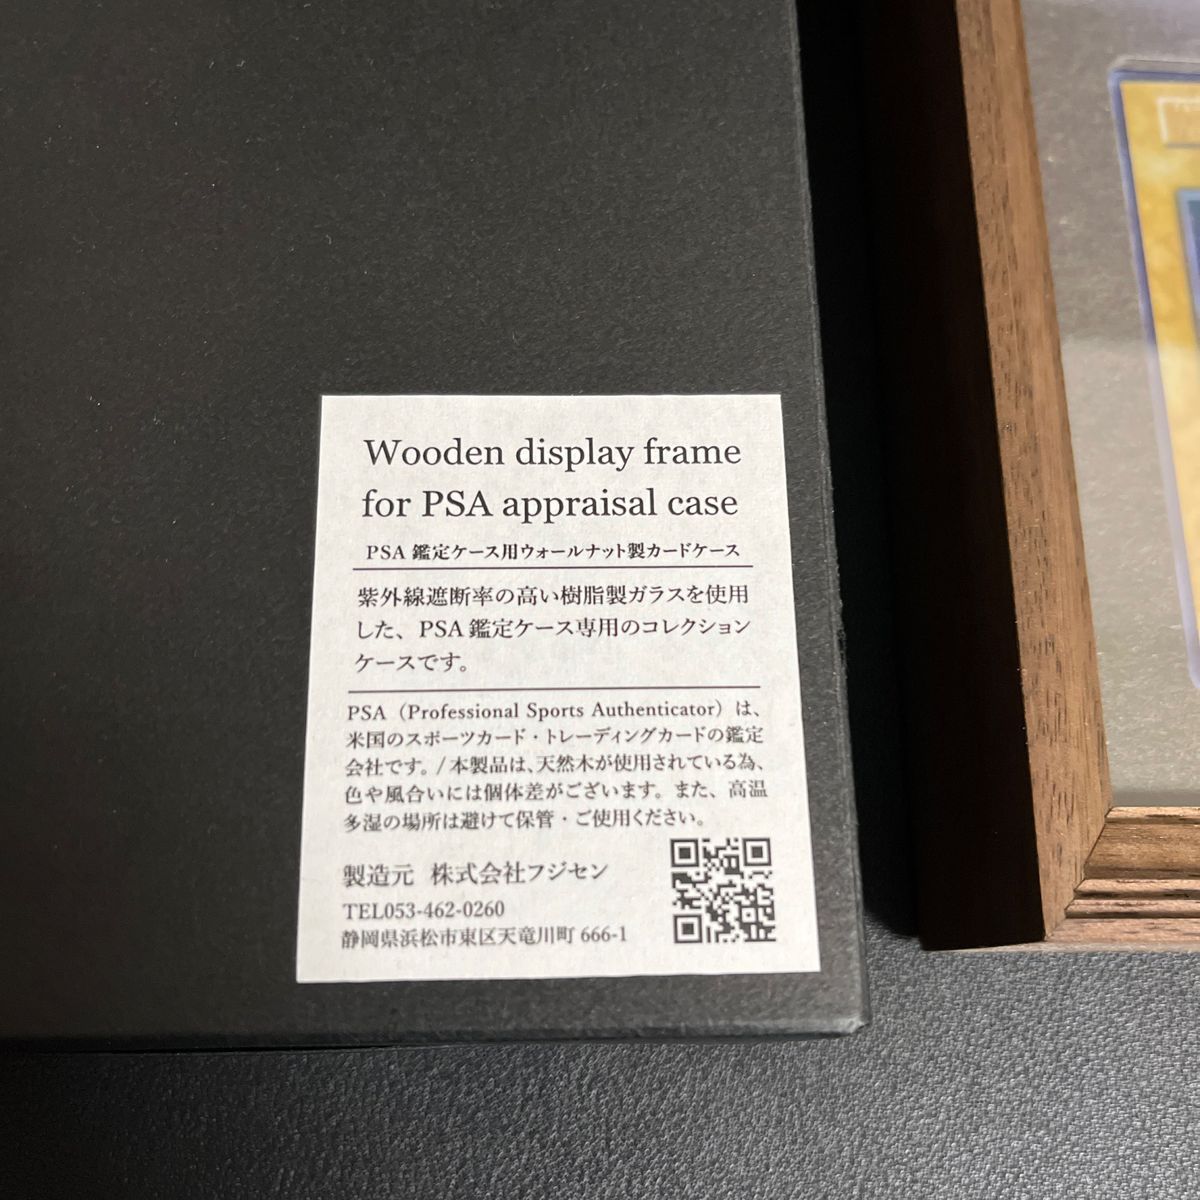 Wooden display frame
for PSA appraisal case
PSA 鑑定ケース用ウォールナット製カードケース
紫外線遮断率の高い樹脂製ガラスを使用
した、PSA 鑑定ケース専用のコレクション
ケースです。
PSA（Professional Sports Authenticator）は、
米国のスポーツカード・トレーディングカードの鑑定
会社です。/ 本製品は、天然木が使用されている為、
色や風合いには個体差がございます。また、高温
多湿の場所は避けて保管・ご使用ください。
製造元 株式会社フジセン
TEL053-462-0260
静岡県浜松市東区天竜川町 666-1